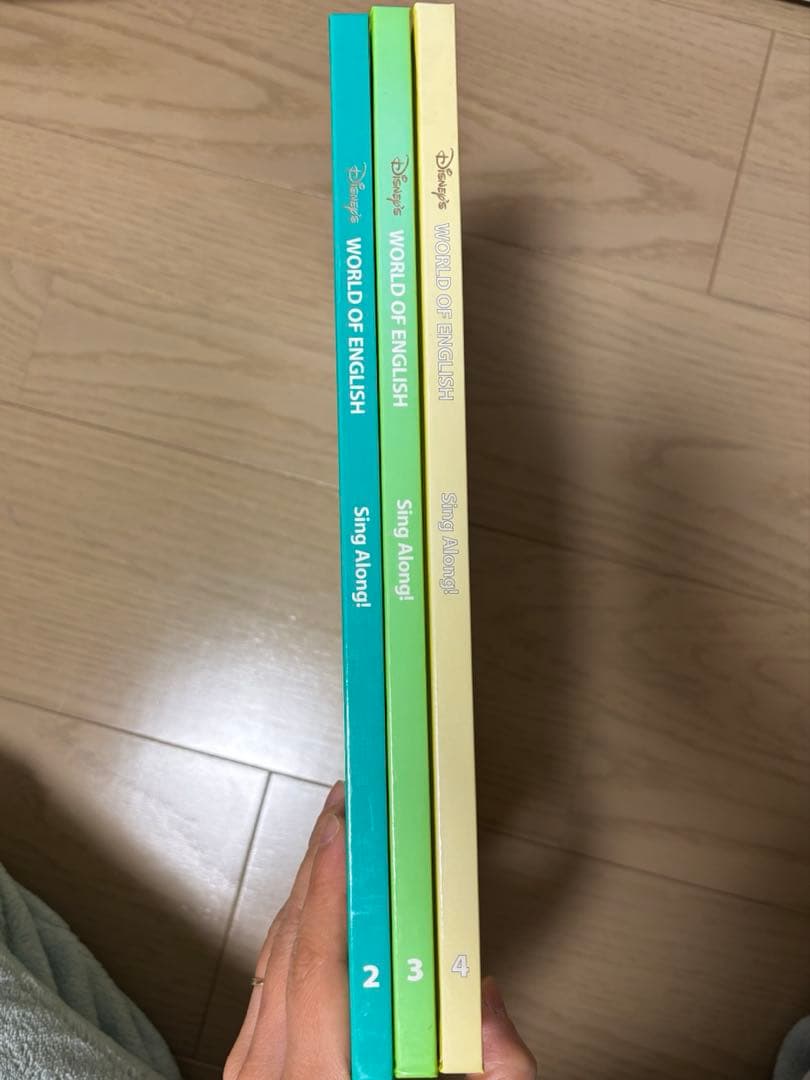 Disney's WORLD OF ENGLISH Sing Along! 2
Disney's WORLD OF ENGLISH Sing Along! 3
Disney's WORLD OF ENGLISH Sing Along! 4